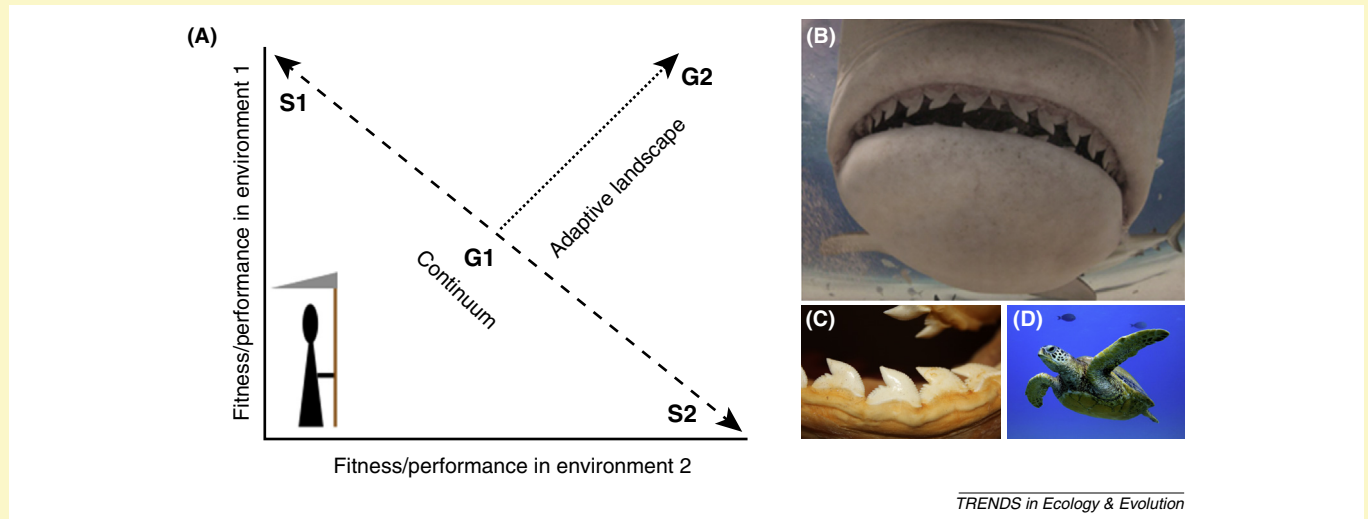 (A)
Fitness/performance in environment 1
S1
G2
Adaptive landscape
G1
Continuum
S2
Fitness/performance in environment 2
(B)
(C)
(D)
TRENDS in Ecology & Evolution